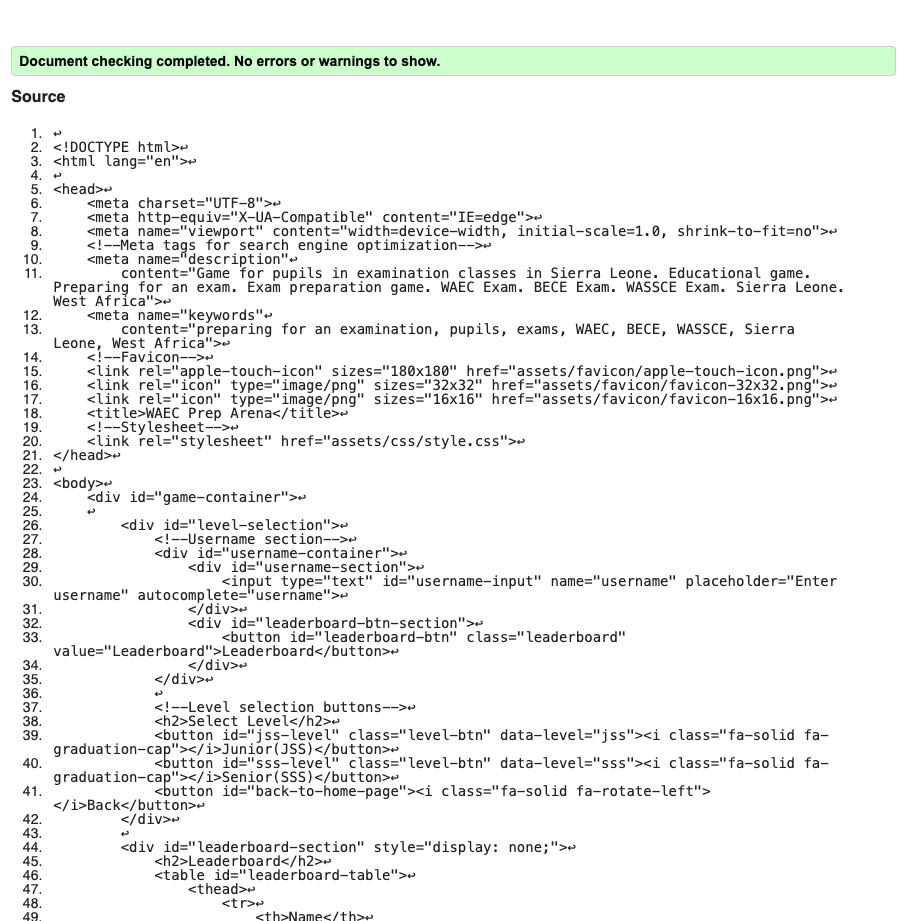 Document checking completed. No errors or warnings to show.
Source
1. ↩
2. <!DOCTYPE html>↩
3. <html lang="en">↩
4. ↩
5. <head>↩
6. <meta charset="UTF-8">↩
7. <meta http-equiv="X-UA-Compatible" content="IE=edge">↩
8. <meta name="viewport" content="width=device-width, initial-scale=1.0, shrink-to-fit=no">↩
9. <!--Meta tags for search engine optimization-->↩
10. <meta name="description"↩
11. content="Game for pupils in examination classes in Sierra Leone. Educational game.
Preparing for an exam. Exam preparation game. WAEC Exam. BECE Exam. WASSCE Exam. Sierra Leone.
West Africa">↩
12. <meta name="keywords"↩
13. content="preparing for an examination, pupils, exams, WAEC, BECE, WASSCE, Sierra
Leone, West Africa">↩
14. <!--Favicon-->↩
15. <link rel="apple-touch-icon" sizes="180x180" href="assets/favicon/apple-touch-icon.png">↩
16. <link rel="icon" type="image/png" sizes="32x32" href="assets/favicon/favicon-32x32.png">↩
17. <link rel="icon" type="image/png" sizes="16x16" href="assets/favicon/favicon-16x16.png">↩
18. <title>WAEC Prep Arena</title>↩
19. <!--Stylesheet-->↩
20. <link rel="stylesheet" href="assets/css/style.css">↩
21. </head>↩
22. ↩
23. <body>↩
24. <div id="game-container">↩
25. ↩
26. <div id="level-selection">↩
27. <!--Username section-->↩
28. <div id="username-container">↩
29. <div id="username-section">↩
30. <input type="text" id="username-input" name="username" placeholder="Enter
username" autocomplete="username">↩
31. </div>↩
32. <div id="leaderboard-btn-section">↩
33. <button id="leaderboard-btn" class="leaderboard"
value="Leaderboard">Leaderboard</button>↩
34. </div>↩
35. </div>↩
36. ↩
37. <!--Level selection buttons-->↩
38. <h2>Select Level</h2>↩
39. <button id="jss-level" class="level-btn" data-level="jss"><i class="fa-solid fa-
graduation-cap"></i>Junior(JSS)</button>↩
40. <button id="sss-level" class="level-btn" data-level="sss"><i class="fa-solid fa-
graduation-cap"></i>Senior(SSS)</button>↩
41. <button id="back-to-home-page"><i class="fa-solid fa-rotate-left">
</i>Back</button>↩
42. </div>↩
43. ↩
44. <div id="leaderboard-section" style="display: none;">↩
45. <h2>Leaderboard</h2>↩
46. <table id="leaderboard-table">↩
47. <thead>↩
48. <tr>↩
49. <th>Name</th>↩